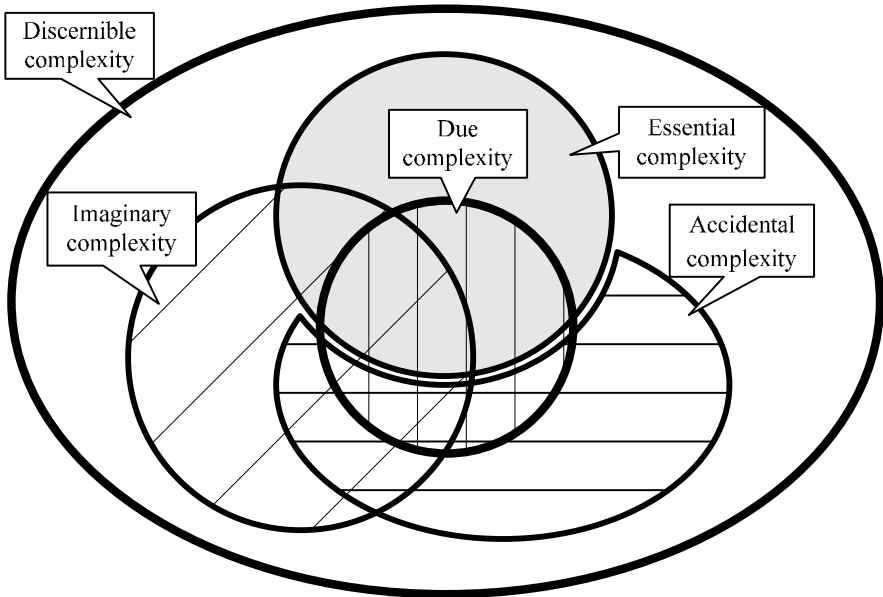 Discernible
complexity
Due
complexity
Essential
complexity
Imaginary
complexity
Accidental
complexity